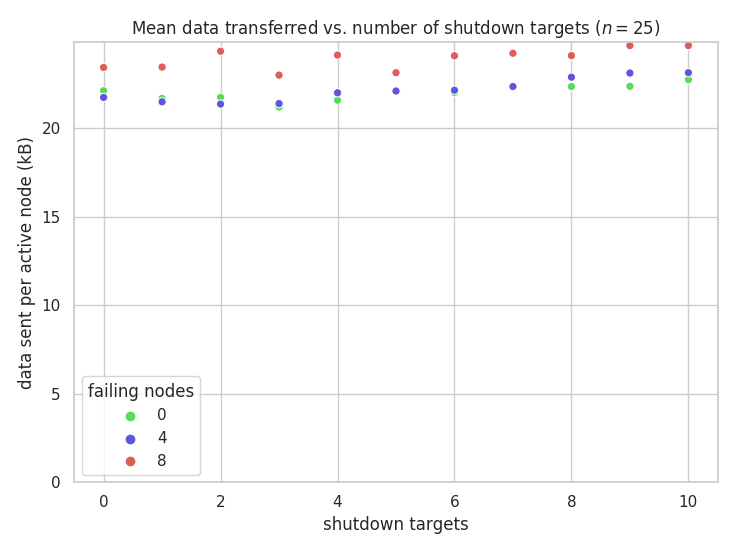 Mean data transferred vs. number of shutdown targets (n = 25)
data sent per active node (kB)
20
15
10
5
0
failing nodes
0
4
8
0 2 4 6 8 10
shutdown targets